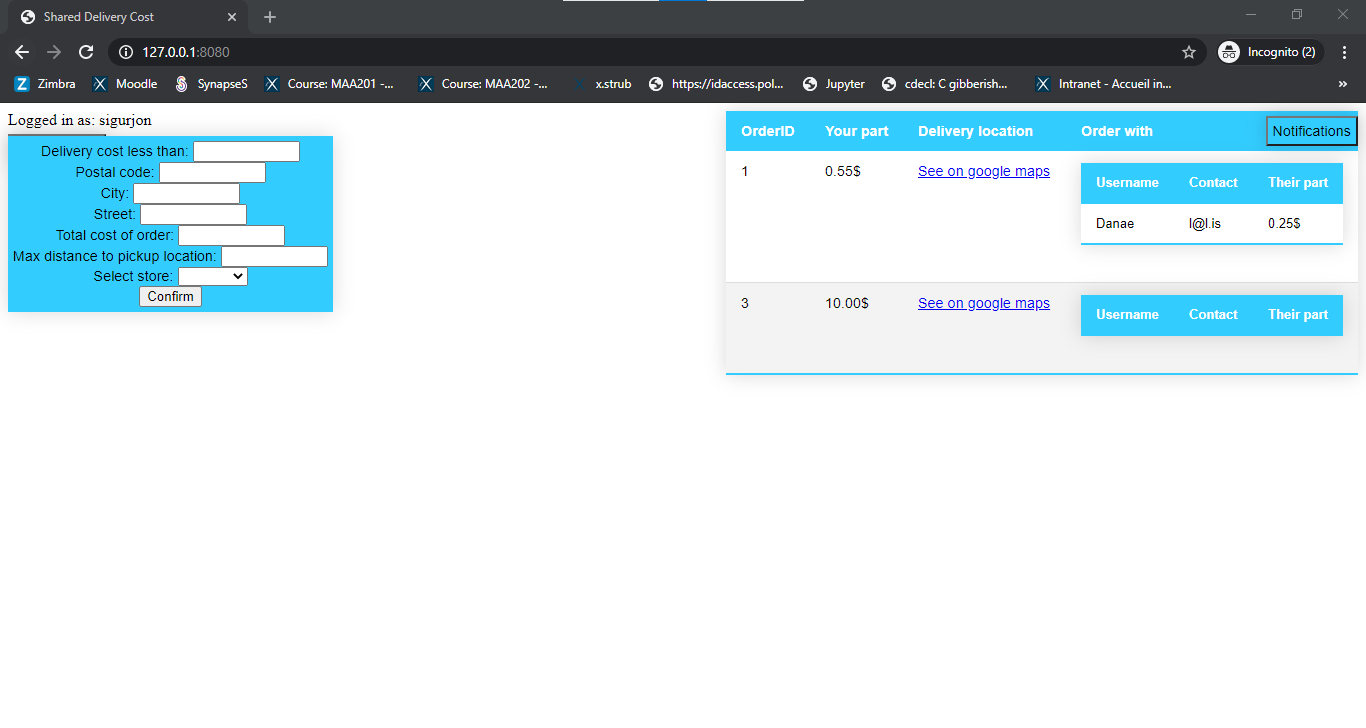 Shared Delivery Cost
127.0.0.1:8080
Incognito (2)
Zimbra Moodle SynapseS Course: MAA201 -... Course: MAA202 -... x.strub https://idaccess.pol... Jupyter cdecl: C gibberish... Intranet - Accueil in... »
Logged in as: sigurjon
Delivery cost less than:
Postal code:
City:
Street:
Total cost of order:
Max distance to pickup location:
Select store:
Confirm
OrderID Your part Delivery location Order with Notifications
1 0.55$ See on google maps
Username Contact Their part
Danae l@l.is 0.25$
3 10.00$ See on google maps
Username Contact Their part